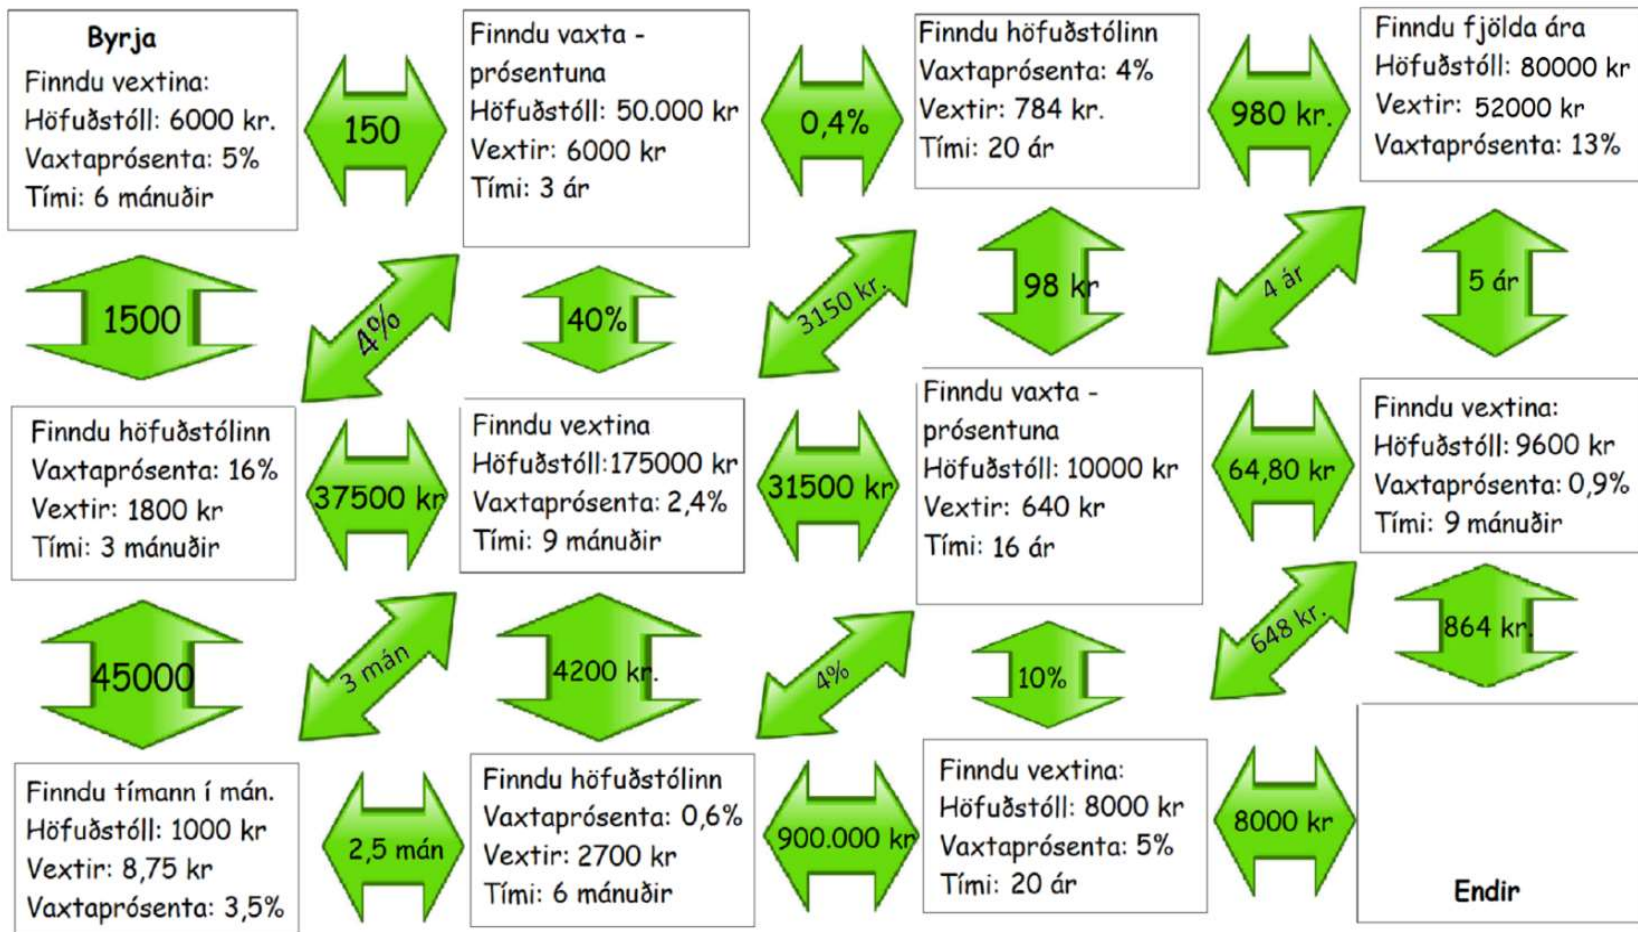 Byrja
Finndu vextina:
Höfuðstóll: 6000 kr.
Vaxtaprósenta: 5%
Tími: 6 mánuðir
150
Finndu vaxta -
prósentuna
Höfuðstóll: 50.000 kr
Vextir: 6000 kr
Tími: 3 ár
0,4%
Finndu höfuðstólinn
Vaxtaprósenta: 4%
Vextir: 784 kr.
Tími: 20 ár
980 kr.
Finndu fjölda ára
Höfuðstóll: 80000 kr
Vextir: 52000 kr
Vaxtaprósenta: 13%
1500
4%
40%
3150 kr.
98 kr
4 ár
5 ár
Finndu höfuðstólinn
Vaxtaprósenta: 16%
Vextir: 1800 kr
Tími: 3 mánuðir
37500 kr
Finndu vextina
Höfuðstóll:175000 kr
Vaxtaprósenta: 2,4%
Tími: 9 mánuðir
31500 kr
Finndu vaxta -
prósentuna
Höfuðstóll: 10000 kr
Vextir: 640 kr
Tími: 16 ár
64,80 kr
Finndu vextina:
Höfuðstóll: 9600 kr
Vaxtaprósenta: 0,9%
Tími: 9 mánuðir
45000
3 mán
4200 kr.
4%
10%
648 kr.
864 kr.
Finndu tímann í mán.
Höfuðstóll: 1000 kr
Vextir: 8,75 kr
Vaxtaprósenta: 3,5%
2,5 mán
Finndu höfuðstólinn
Vaxtaprósenta: 0,6%
Vextir: 2700 kr
Tími: 6 mánuðir
900.000 kr
Finndu vextina:
Höfuðstóll: 8000 kr
Vaxtaprósenta: 5%
Tími: 20 ár
8000 kr
Endir